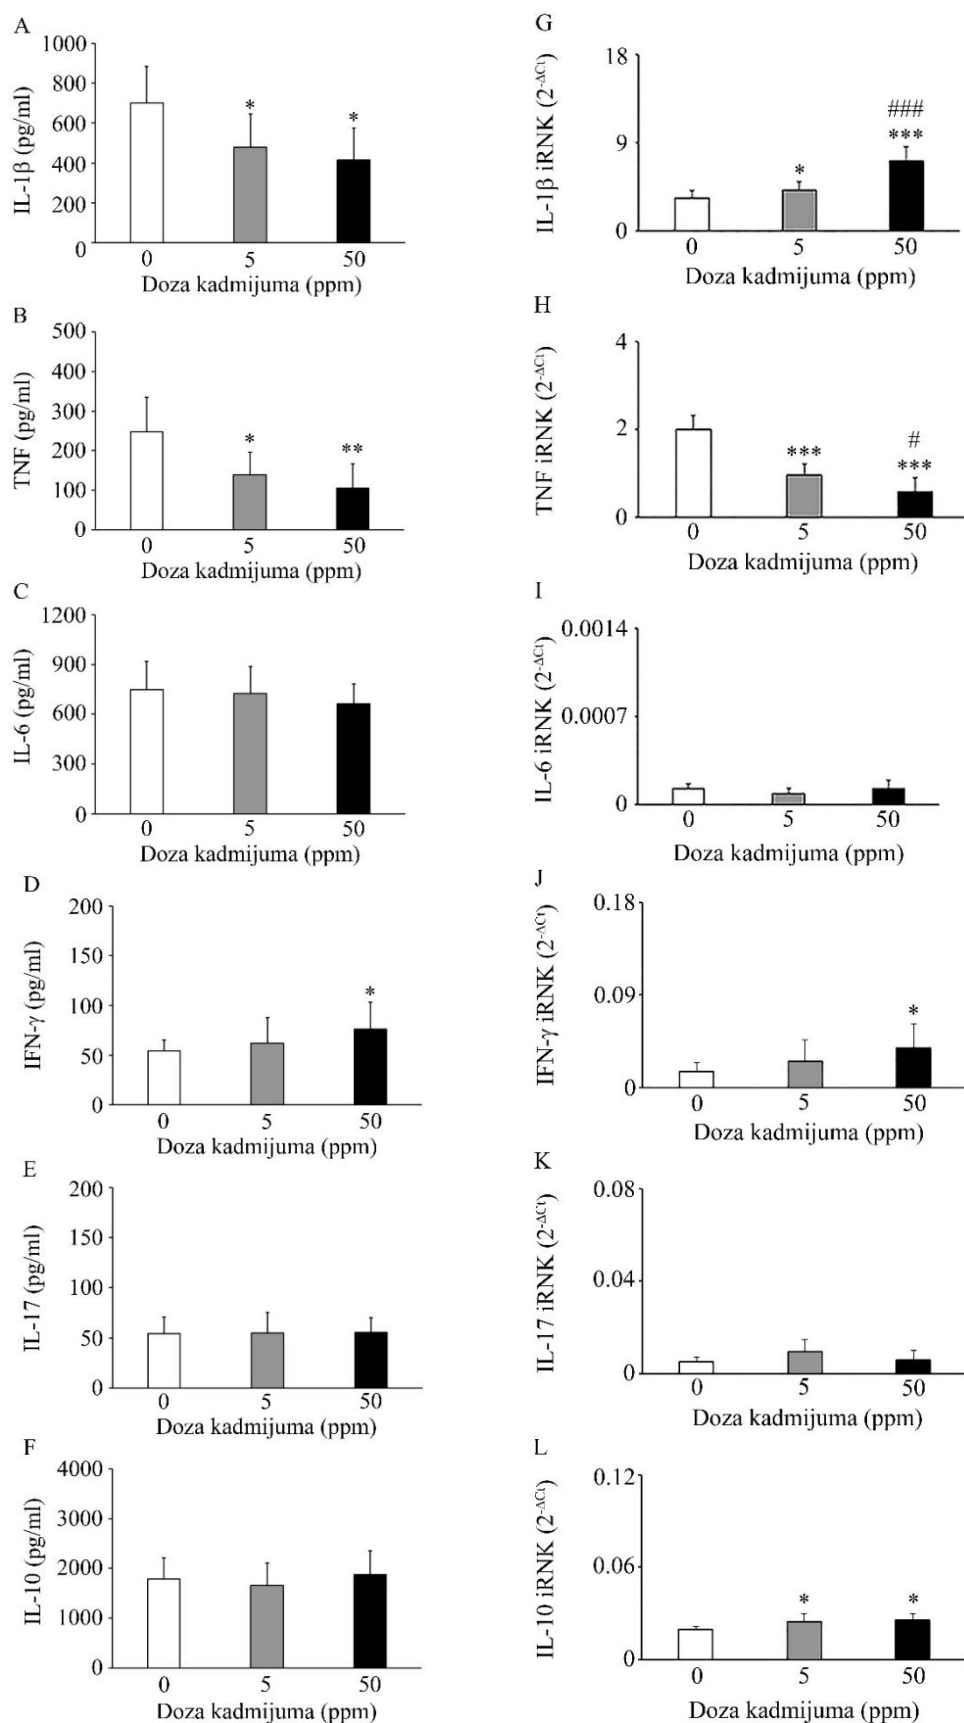 A
IL-1β (pg/ml)
1000
800
600
400
200
0
* *
0 5 50
Doza kadmijuma (ppm)
G
IL-1β iRNK (2-ΔCt)
18
9
0
###
* ***
0 5 50
Doza kadmijuma (ppm)
B
TNF (pg/ml)
500
400
300
200
100
0
* **
0 5 50
Doza kadmijuma (ppm)
H
TNF iRNK (2-ΔCt)
4
2
0
#
*** ***
0 5 50
Doza kadmijuma (ppm)
C
IL-6 (pg/ml)
1200
900
600
300
0
0 5 50
Doza kadmijuma (ppm)
I
IL-6 iRNK (2-ΔCt)
0.0014
0.0007
0
0 5 50
Doza kadmijuma (ppm)
D
IFN-γ (pg/ml)
200
150
100
50
0
*
0 5 50
Doza kadmijuma (ppm)
J
IFN-γ iRNK (2-ΔCt)
0.18
0.09
0
*
0 5 50
Doza kadmijuma (ppm)
E
IL-17 (pg/ml)
200
150
100
50
0
0 5 50
Doza kadmijuma (ppm)
K
IL-17 iRNK (2-ΔCt)
0.08
0.04
0
0 5 50
Doza kadmijuma (ppm)
F
IL-10 (pg/ml)
4000
3000
2000
1000
0
0 5 50
Doza kadmijuma (ppm)
L
IL-10 iRNK (2-ΔCt)
0.12
0.06
0
* *
0 5 50
Doza kadmijuma (ppm)